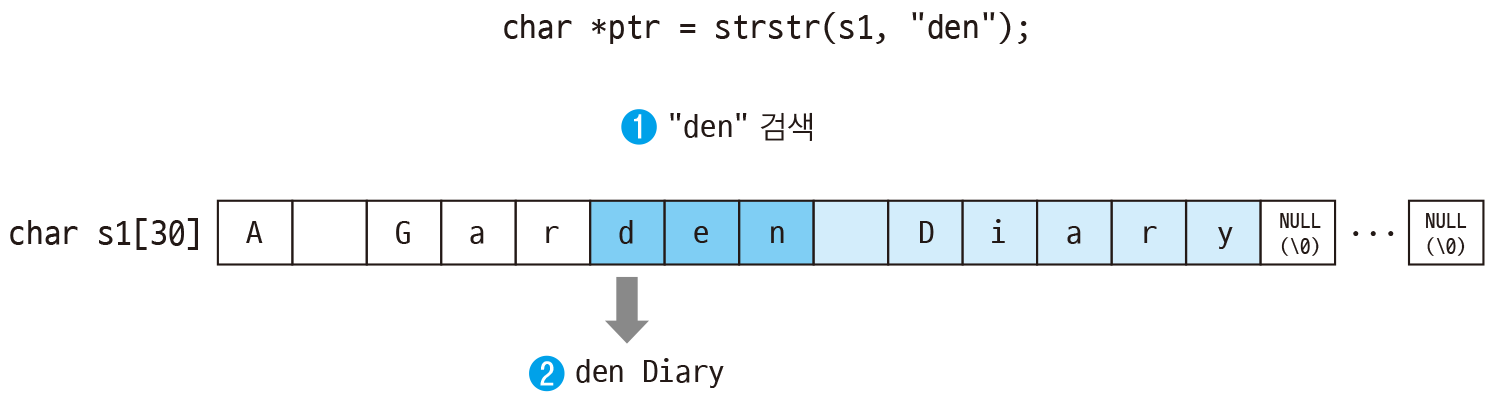 char *ptr = strstr(s1, "den");
1 "den" 검색
char s1[30] A G a r d e n D i a r y NULL (\0) ... NULL (\0)
2 den Diary